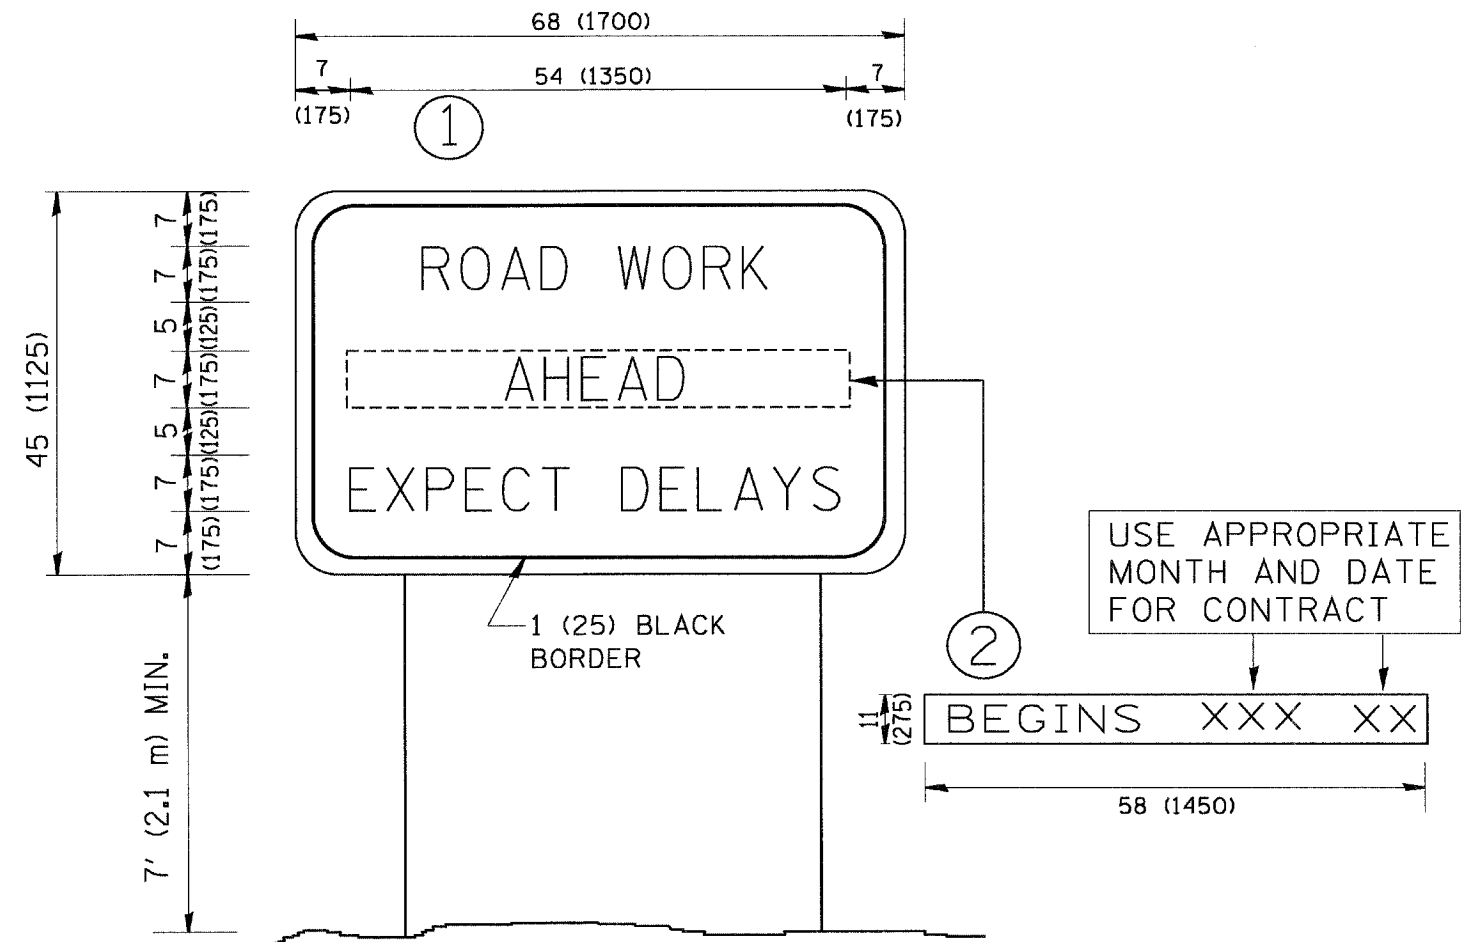 68 (1700)
7 54 (1350) 7
(175) (175)
1
7 (175)
7 (175)
5 (125)
7 (175)
5 (125)
7 (175)
7 (175)
45 (1125)
ROAD WORK
AHEAD
EXPECT DELAYS
1 (25) BLACK
BORDER
7' (2.1 m) MIN.
2
USE APPROPRIATE
MONTH AND DATE
FOR CONTRACT
11
(275)
BEGINS XXX XX
58 (1450)